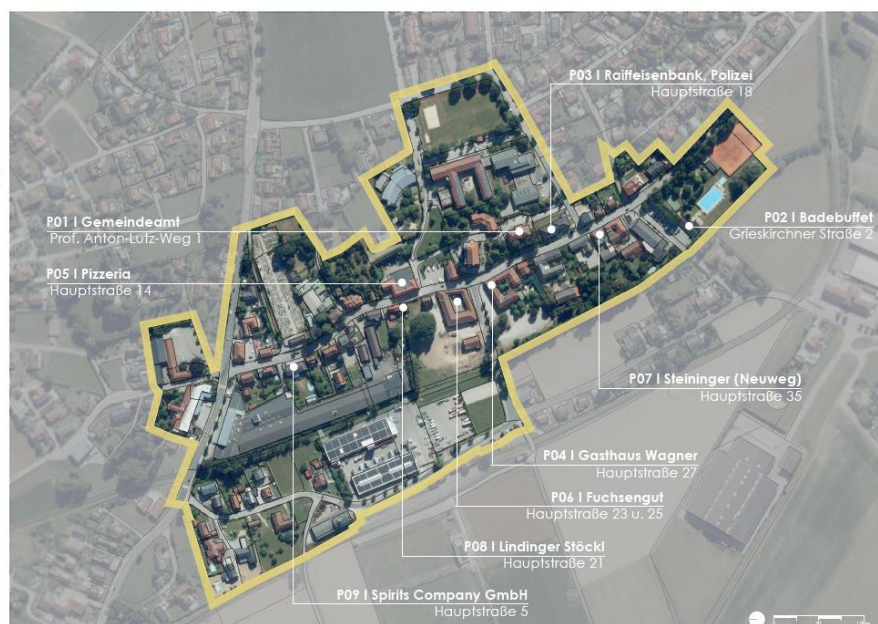 P03 I Raiffeisenbank, Polizei
Hauptstraße 18
P01 I Gemeindeamt
Prof. Anton-Lutz-Weg 1
P02 I Badebuffet
Grieskirchner Straße 2
P05 I Pizzeria
Hauptstraße 14
P07 I Steininger (Neuweg)
Hauptstraße 35
P04 I Gasthaus Wagner
Hauptstraße 27
P06 I Fuchsengut
Hauptstraße 23 u. 25
P08 I Lindinger Stöckl
Hauptstraße 21
P09 I Spirits Company GmbH
Hauptstraße 5